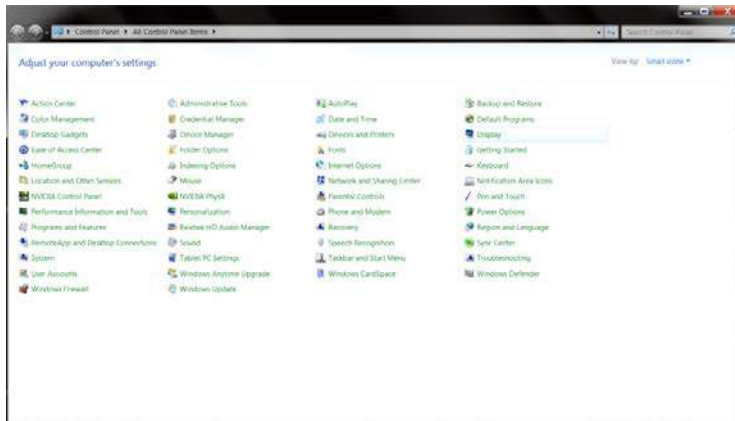 Control Panel ▸ All Control Panel Items ▸ Search Control Panel
Adjust your computer's settings View by: Small icons
Action Center Administrative Tools AutoPlay Backup and Restore
Color Management Credential Manager Date and Time Default Programs
Desktop Gadgets Device Manager Devices and Printers Display
Ease of Access Center Folder Options Fonts Getting Started
HomeGroup Indexing Options Internet Options Keyboard
Location and Other Sensors Mouse Network and Sharing Center Notification Area Icons
NVIDIA Control Panel NVIDIA PhysX Parental Controls Pen and Touch
Performance Information and Tools Personalization Phone and Modem Power Options
Programs and Features Realtek HD Audio Manager Recovery Region and Language
RemoteApp and Desktop Connections Sound Speech Recognition Sync Center
System Tablet PC Settings Taskbar and Start Menu Troubleshooting
User Accounts Windows Anytime Upgrade Windows CardSpace Windows Defender
Windows Firewall Windows Update